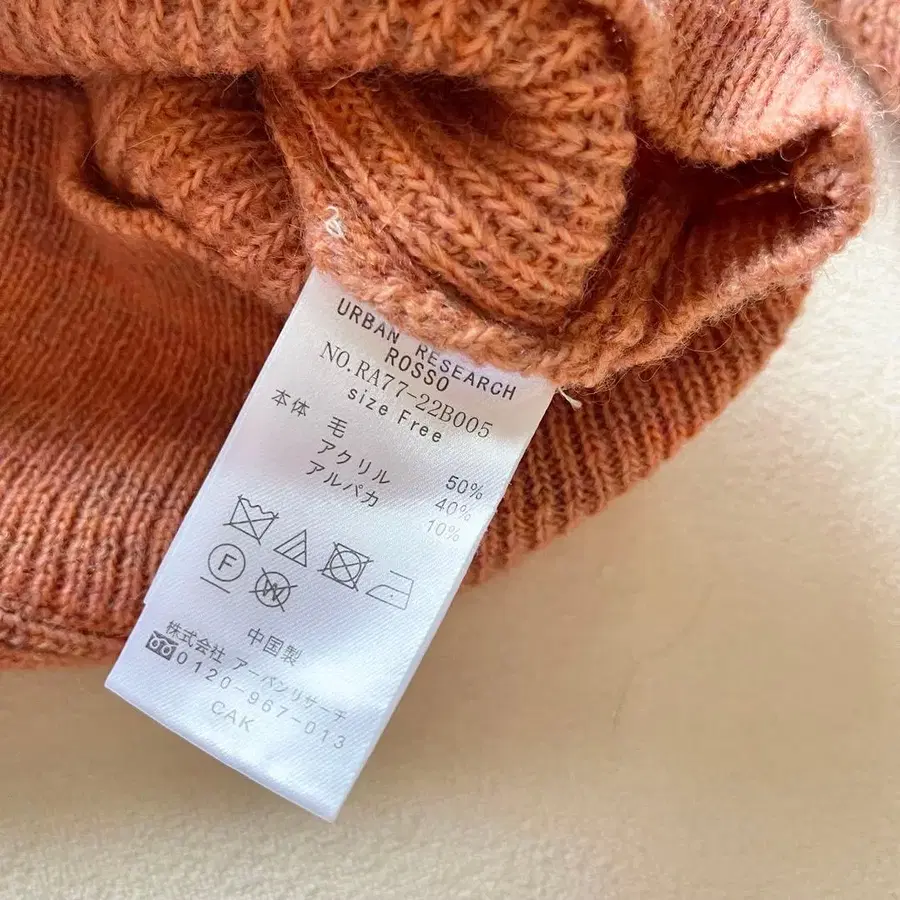 URBAN RESEARCH
ROSSO
NO.RA77-22B005
size Free
本体 毛 50%
アクリル 40%
アルパカ 10%
F W
中国製
株式会社 アーバンリサーチ
0120-967-013
CAK